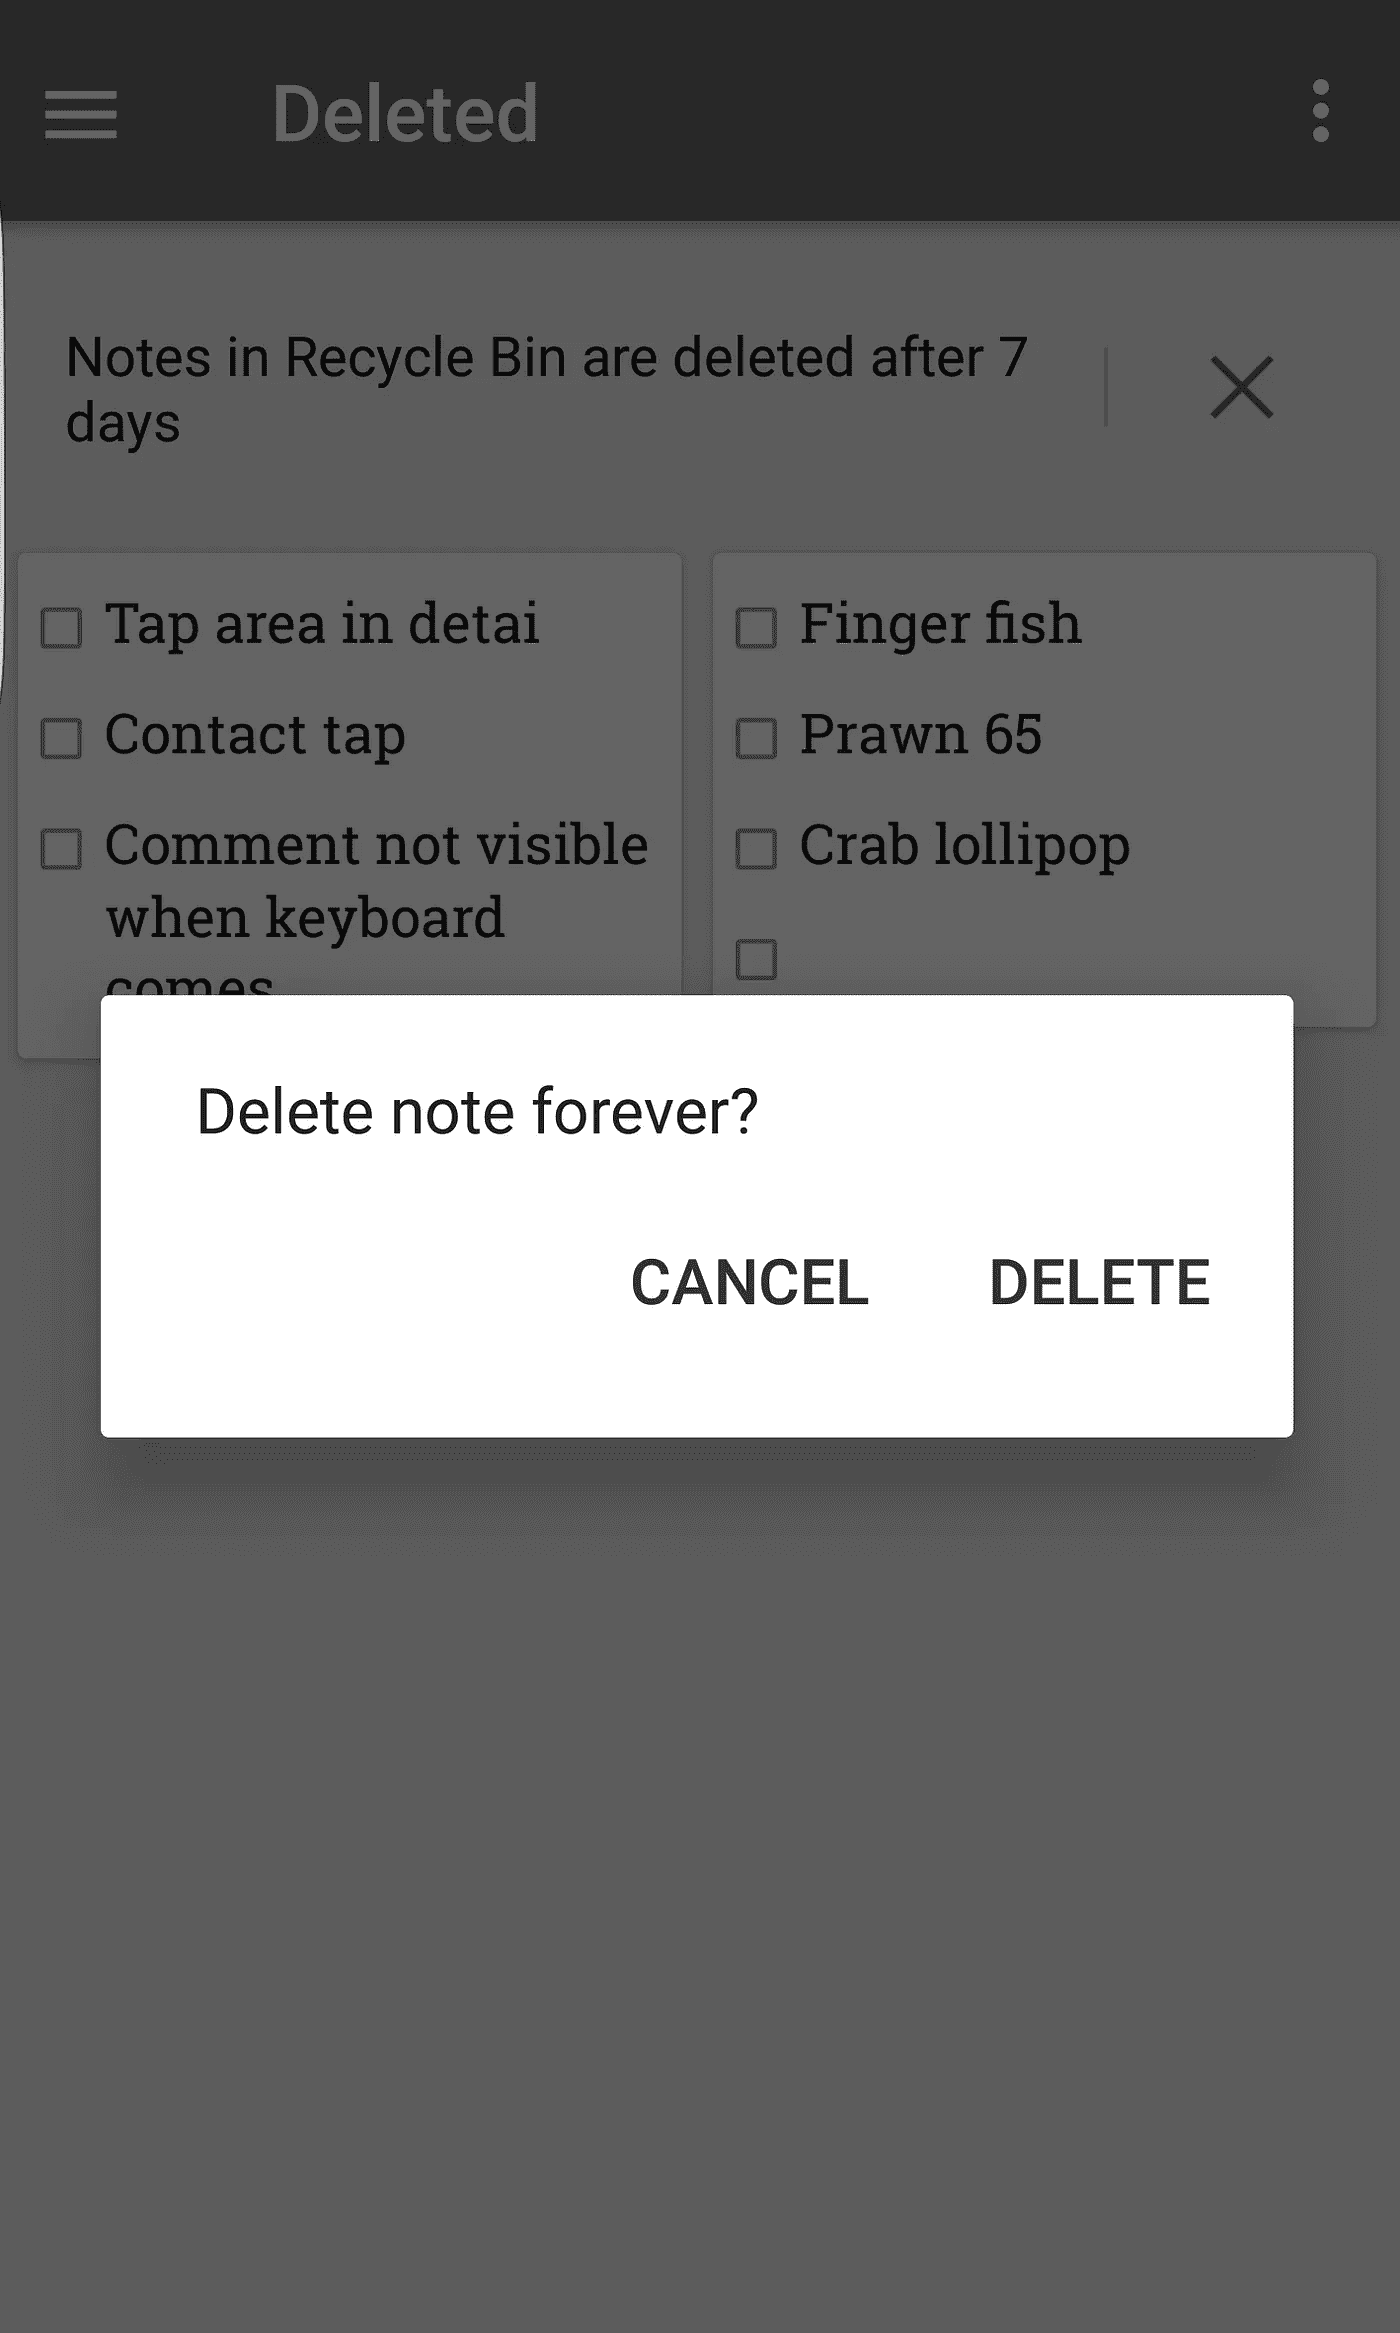 Deleted
Notes in Recycle Bin are deleted after 7
days
Tap area in detai
Contact tap
Comment not visible
when keyboard
comes
Finger fish
Prawn 65
Crab lollipop
Delete note forever?
CANCEL DELETE